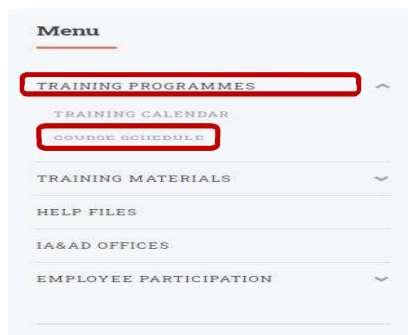 Menu
TRAINING PROGRAMMES
TRAINING CALENDAR
COURSE SCHEDULE
TRAINING MATERIALS
HELP FILES
IA&AD OFFICES
EMPLOYEE PARTICIPATION